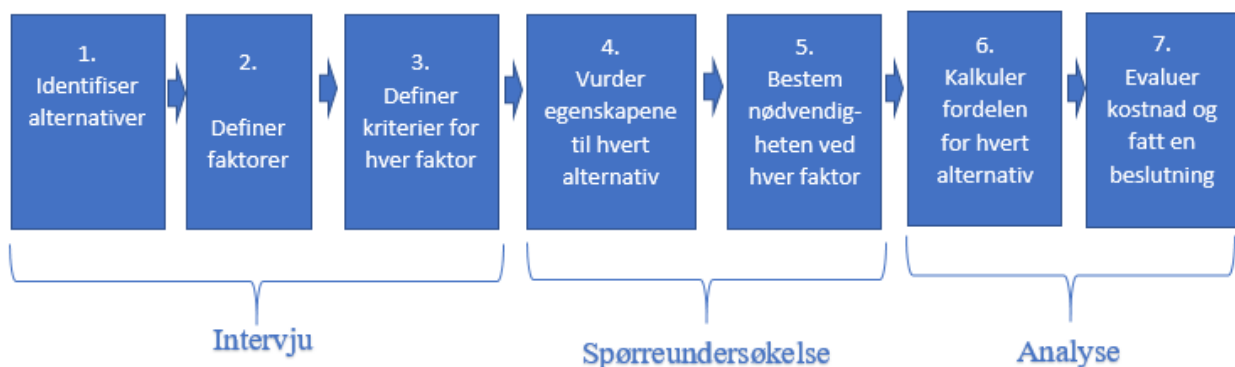 1.
Identifiser
alternativer
2.
Definer
faktorer
3.
Definer
kriterier for
hver faktor
4.
Vurder
egenskapene
til hvert
alternativ
5.
Bestem
nødvendig-
heten ved
hver faktor
6.
Kalkuler
fordelen
for hvert
alternativ
7.
Evaluer
kostnad og
fatt en
beslutning
Intervju
Spørreundersøkelse
Analyse